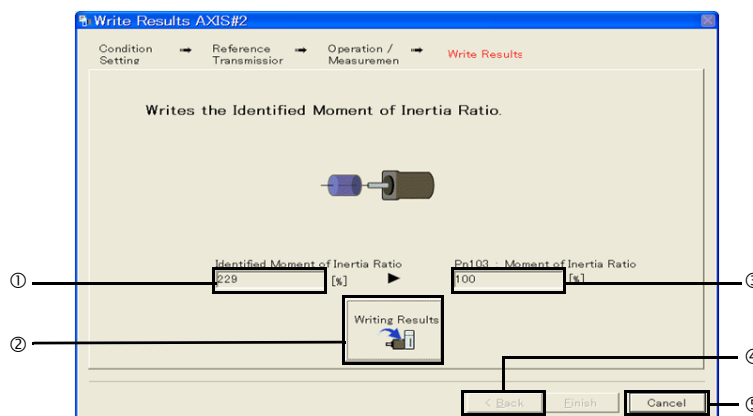 Write Results AXIS#2
Condition Setting
Reference Transmissior
Operation / Measuremen
Write Results
Writes the Identified Moment of Inertia Ratio.
Identified Moment of Inertia Ratio
Pn103 : Moment of Inertia Ratio
① 229 [%] 100 [%] ③
Writing Results
②
④
< Back Finish Cancel ⑤